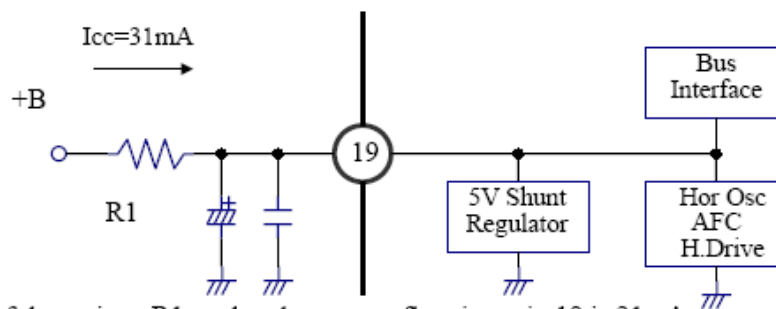 Icc=31mA
+B
R1
19
5V Shunt
Regulator
Bus
Interface
Hor Osc
AFC
H.Drive